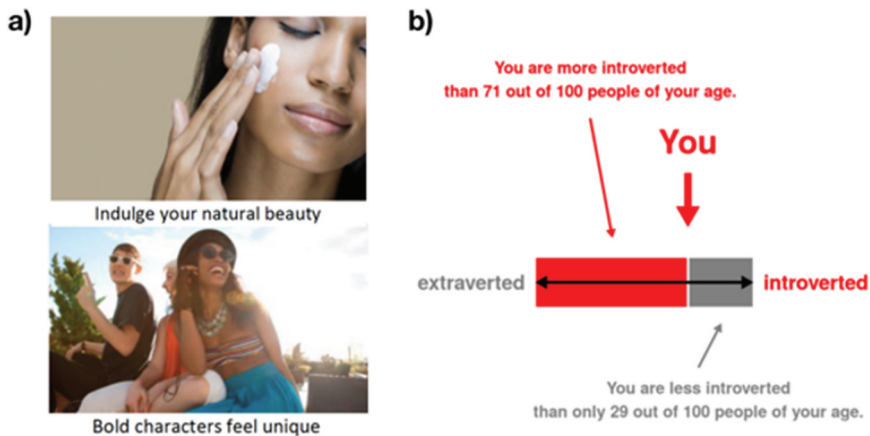 a)
Indulge your natural beauty
Bold characters feel unique
b)
You are more introverted
than 71 out of 100 people of your age.
You
extraverted
introverted
You are less introverted
than only 29 out of 100 people of your age.